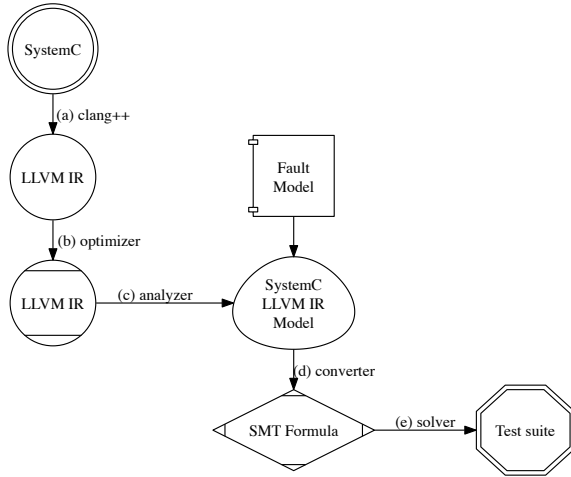 SystemC
(a) clang++
LLVM IR
Fault
Model
(b) optimizer
LLVM IR
(c) analyzer
SystemC
LLVM IR
Model
(d) converter
SMT Formula
(e) solver
Test suite